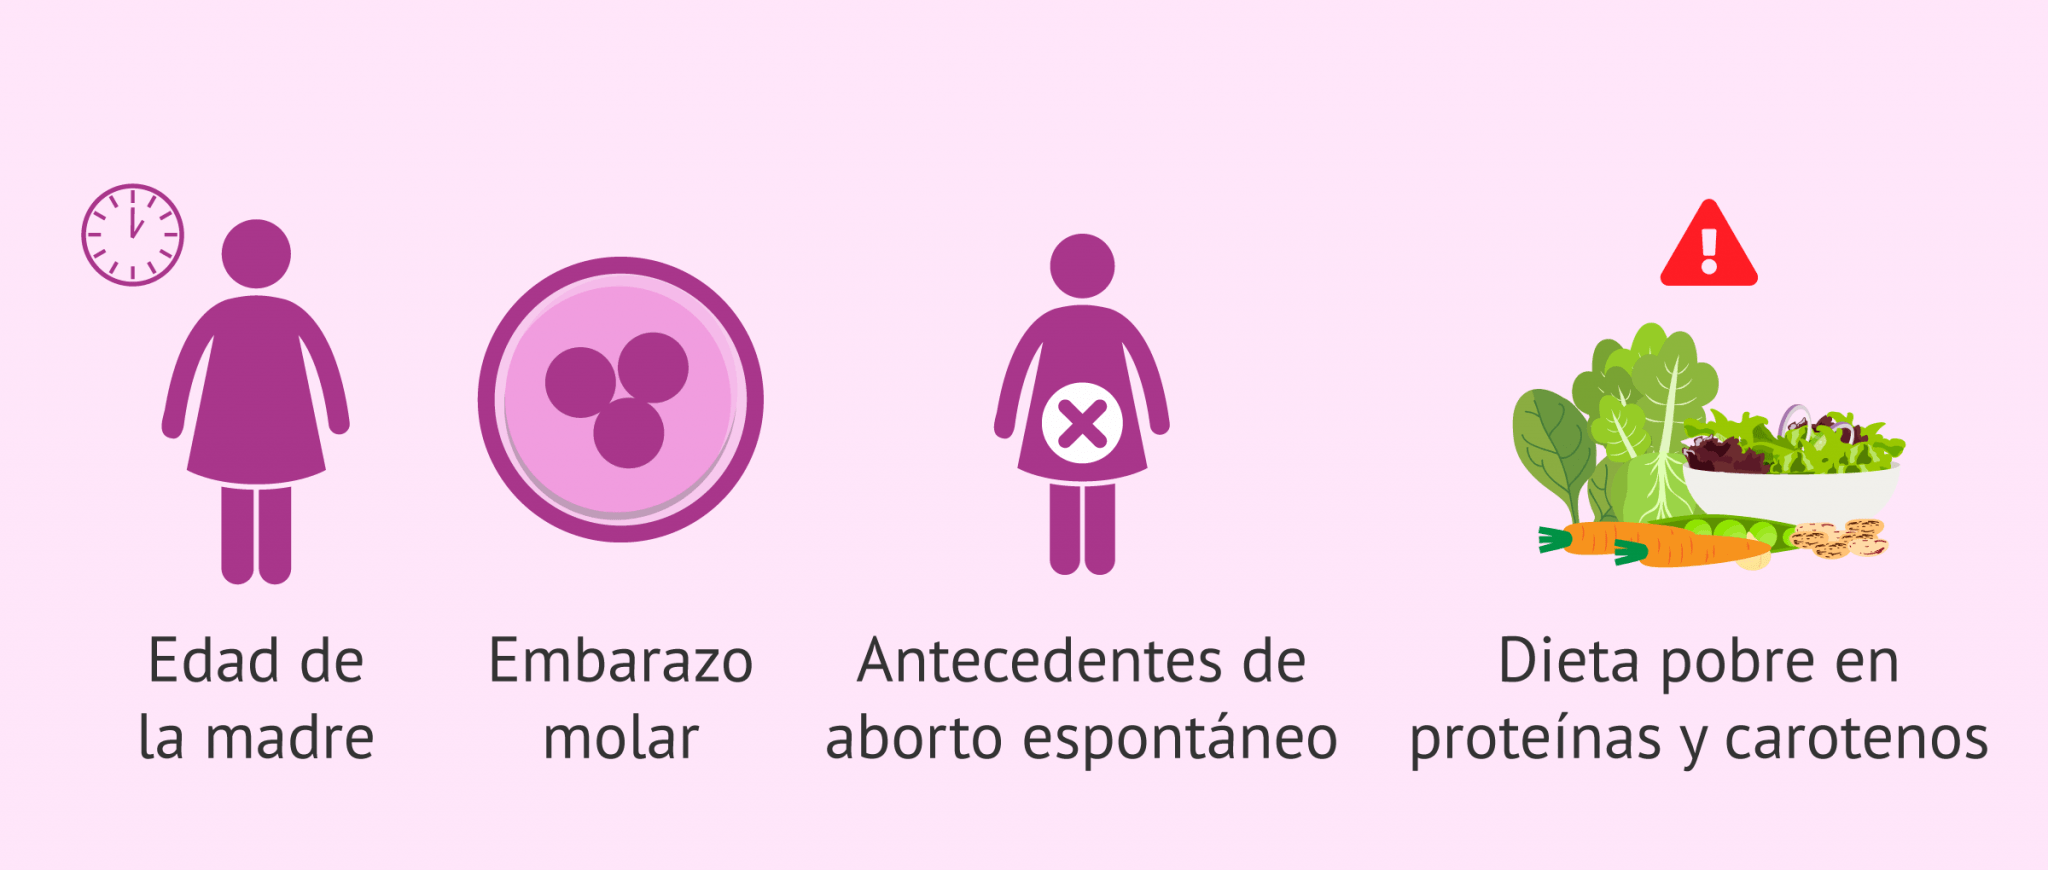 Edad de
la madre
Embarazo
molar
Antecedentes de
aborto espontáneo
Dieta pobre en
proteínas y carotenos